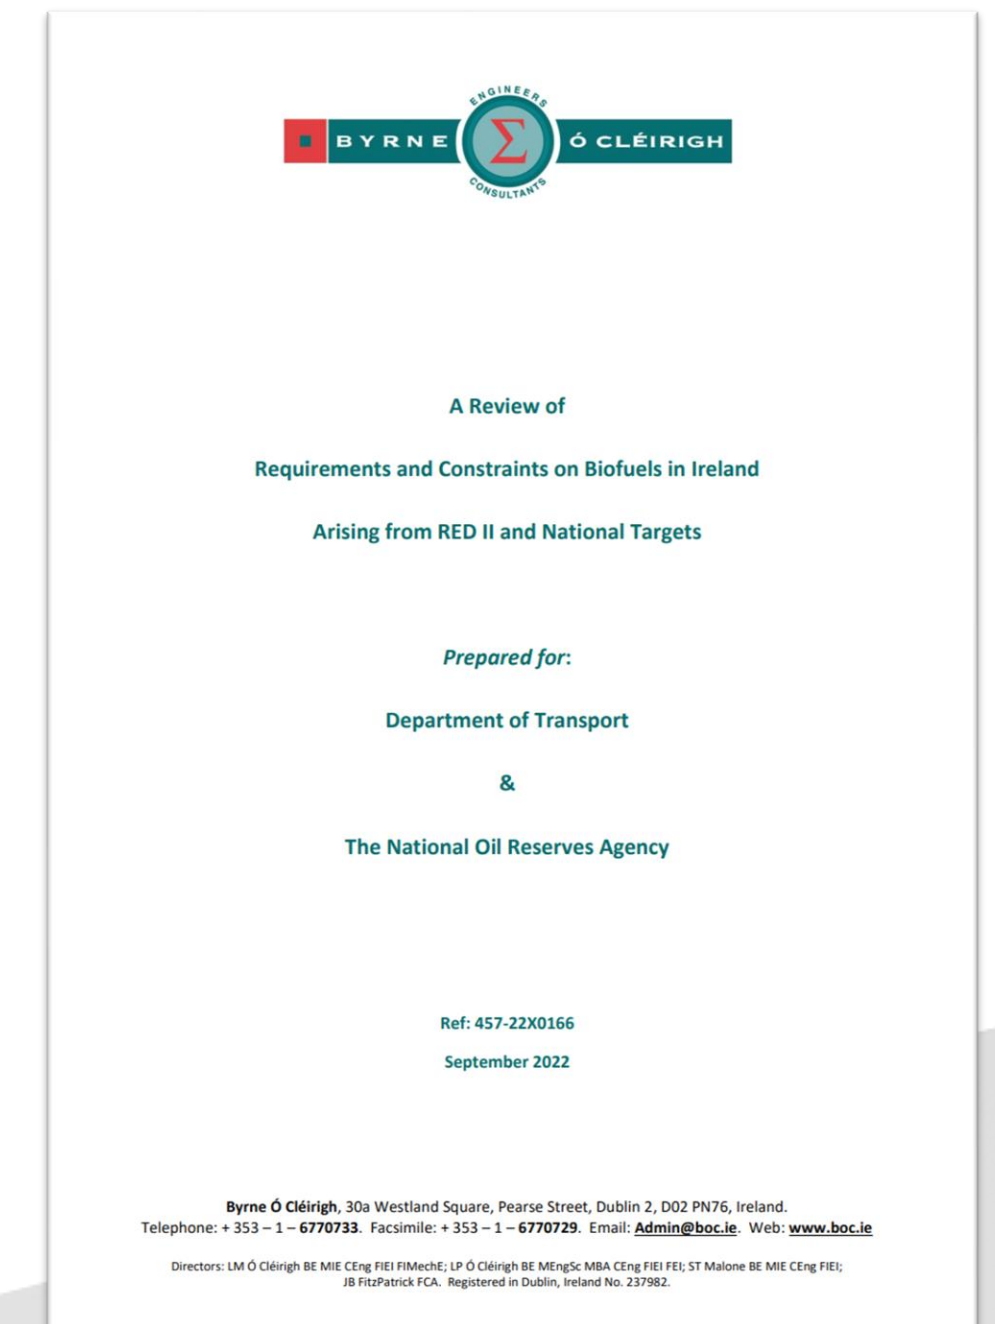 ENGINEERS
BYRNE Σ Ó CLÉIRIGH
CONSULTANTS
A Review of
Requirements and Constraints on Biofuels in Ireland
Arising from RED II and National Targets
Prepared for:
Department of Transport
&
The National Oil Reserves Agency
Ref: 457-22X0166
September 2022
Byrne Ó Cléirigh, 30a Westland Square, Pearse Street, Dublin 2, D02 PN76, Ireland.
Telephone: + 353 – 1 – 6770733. Facsimile: + 353 – 1 – 6770729. Email: Admin@boc.ie. Web: www.boc.ie
Directors: LM Ó Cléirigh BE MIE CEng FIEI FIMechE; LP Ó Cléirigh BE MEngSc MBA CEng FIEI FEI; ST Malone BE MIE CEng FIEI;
JB FitzPatrick FCA. Registered in Dublin, Ireland No. 237982.